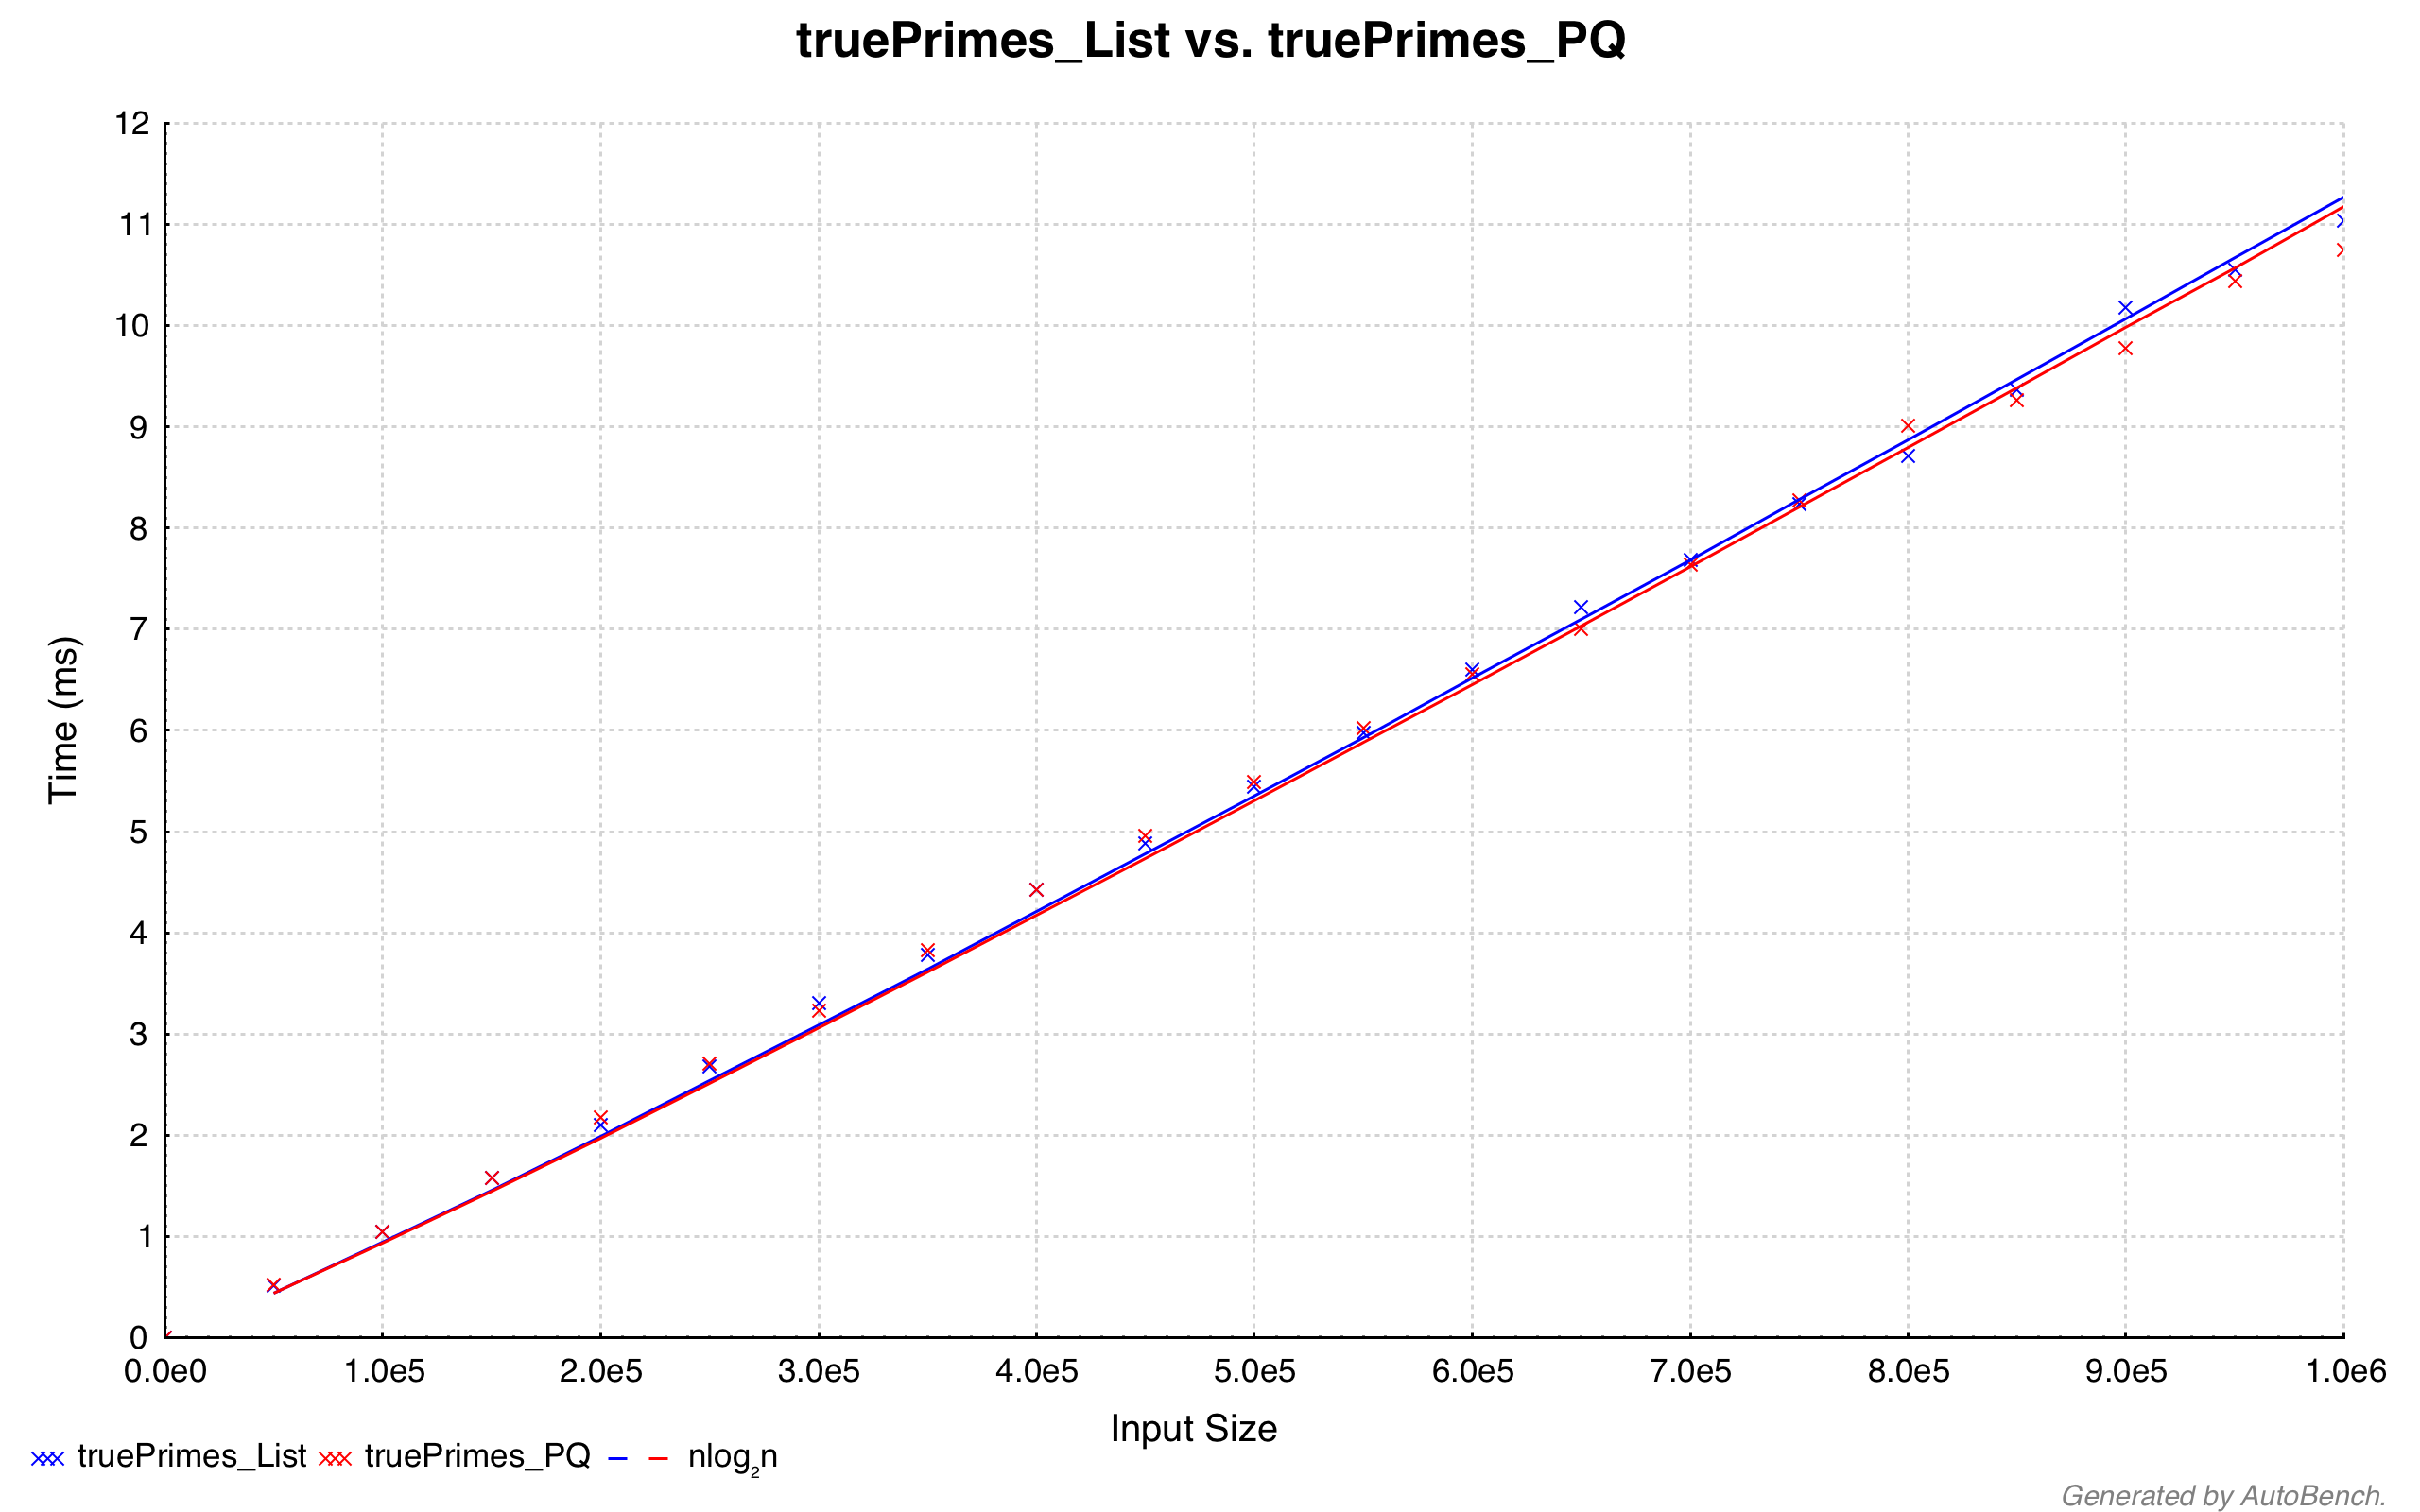 truePrimes_List vs. truePrimes_PQ
12
11
10
9
8
7
6
5
4
3
2
1
0
Time (ms)
0.0e0 1.0e5 2.0e5 3.0e5 4.0e5 5.0e5 6.0e5 7.0e5 8.0e5 9.0e5 1.0e6
Input Size
truePrimes_List truePrimes_PQ nlog₂n
Generated by AutoBench.